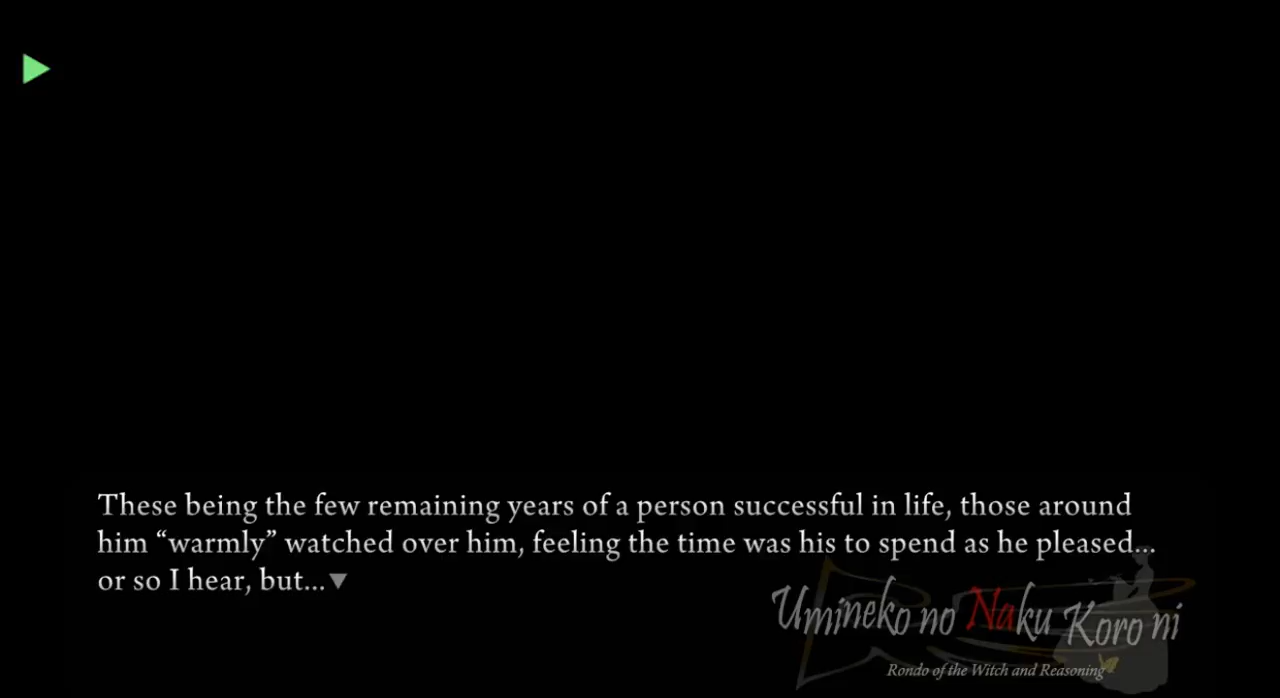 These being the few remaining years of a person successful in life, those around
him “warmly” watched over him, feeling the time was his to spend as he pleased...
or so I hear, but...
Umineko no Naku Koro ni
Rondo of the Witch and Reasoning